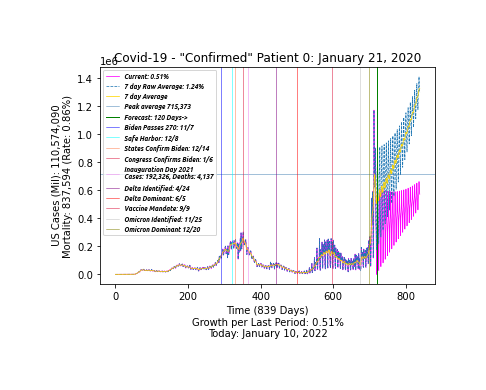 Covid-19 - "Confirmed" Patient 0: January 21, 2020
1e6
Current: 0.51%
7 day Raw Average: 1.24%
7 day Average
Peak average 715,373
Forecast: 120 Days->
Biden Passes 270: 11/7
Safe Harbor: 12/8
States Confirm Biden: 12/14
Congress Confirms Biden: 1/6
Inauguration Day 2021
Cases: 192,326, Deaths: 4,137
Delta Identified: 4/24
Delta Dominant: 6/5
Vaccine Mandate: 9/9
Omicron Identified: 11/25
Omicron Dominant 12/20
1.4
1.2
1.0
0.8
0.6
0.4
0.2
0.0
US Cases (Mill): 110,574,090
Mortality: 837,594 (Rate: 0.86%)
0 200 400 600 800
Time (839 Days)
Growth per Last Period: 0.51%
Today: January 10, 2022